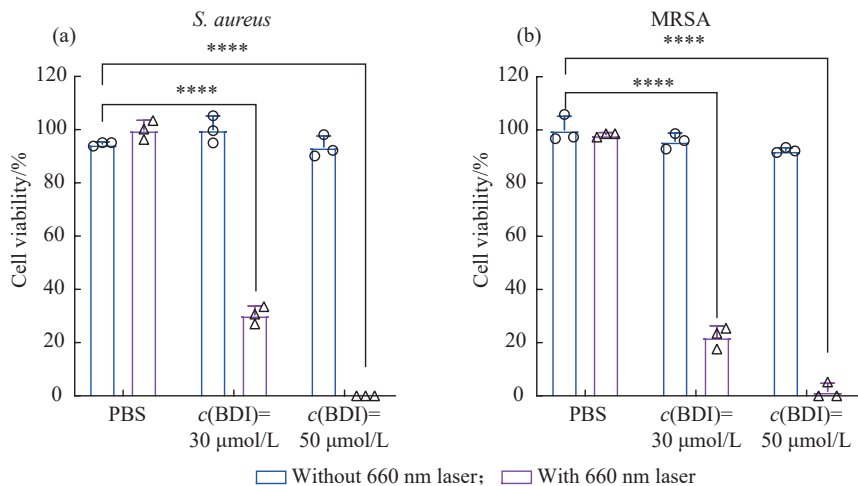 S. aureus
(a)
****
****
120
100
80
60
40
20
0
Cell viability/%
PBS
c(BDI)=
30 μmol/L
c(BDI)=
50 μmol/L
MRSA
(b)
****
****
120
100
80
60
40
20
0
Cell viability/%
PBS
c(BDI)=
30 μmol/L
c(BDI)=
50 μmol/L
Without 660 nm laser; With 660 nm laser